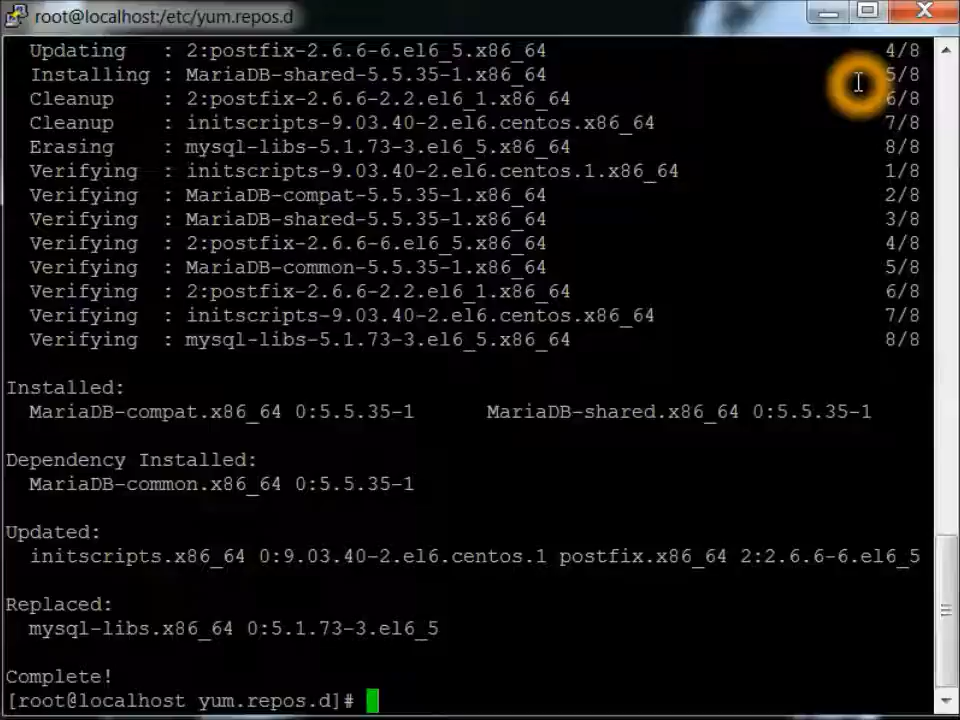 root@localhost:/etc/yum.repos.d
Updating : 2:postfix-2.6.6-6.el6_5.x86_64 4/8
Installing : MariaDB-shared-5.5.35-1.x86_64 5/8
Cleanup : 2:postfix-2.6.6-2.2.el6_1.x86_64 6/8
Cleanup : initscripts-9.03.40-2.el6.centos.x86_64 7/8
Erasing : mysql-libs-5.1.73-3.el6_5.x86_64 8/8
Verifying : initscripts-9.03.40-2.el6.centos.1.x86_64 1/8
Verifying : MariaDB-compat-5.5.35-1.x86_64 2/8
Verifying : MariaDB-shared-5.5.35-1.x86_64 3/8
Verifying : 2:postfix-2.6.6-6.el6_5.x86_64 4/8
Verifying : MariaDB-common-5.5.35-1.x86_64 5/8
Verifying : 2:postfix-2.6.6-2.2.el6_1.x86_64 6/8
Verifying : initscripts-9.03.40-2.el6.centos.x86_64 7/8
Verifying : mysql-libs-5.1.73-3.el6_5.x86_64 8/8
Installed:
MariaDB-compat.x86_64 0:5.5.35-1 MariaDB-shared.x86_64 0:5.5.35-1
Dependency Installed:
MariaDB-common.x86_64 0:5.5.35-1
Updated:
initscripts.x86_64 0:9.03.40-2.el6.centos.1 postfix.x86_64 2:2.6.6-6.el6_5
Replaced:
mysql-libs.x86_64 0:5.1.73-3.el6_5
Complete!
[root@localhost yum.repos.d]#